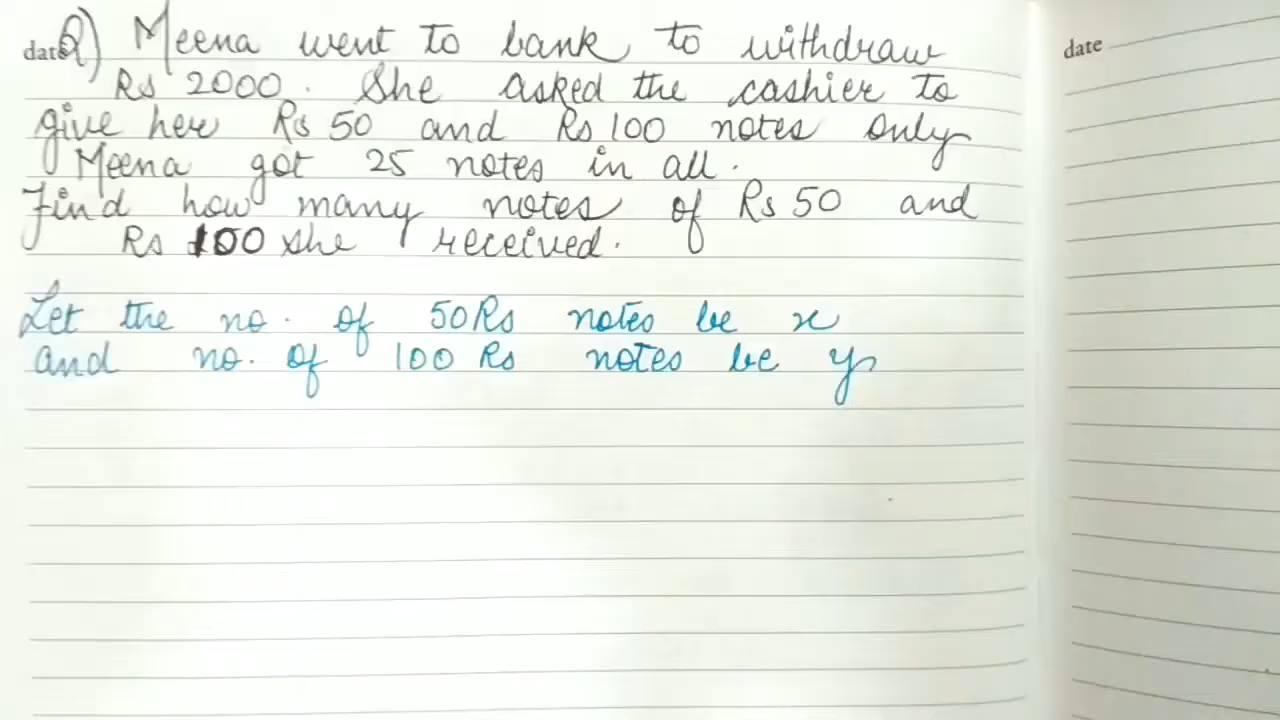 date
Q) Meena went to bank to withdraw
Rs 2000. She asked the cashier to
give her Rs 50 and Rs 100 notes only
Meena got 25 notes in all.
Find how many notes of Rs 50 and
Rs 100 she received.
Let the no. of 50 Rs notes be x
and no. of 100 Rs notes be y
date